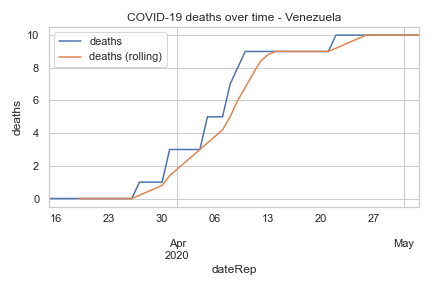 COVID-19 deaths over time - Venezuela
deaths
deaths (rolling)
10
8
6
4
2
0
deaths
16 23 30 06 13 20 27
Apr May
2020
dateRep